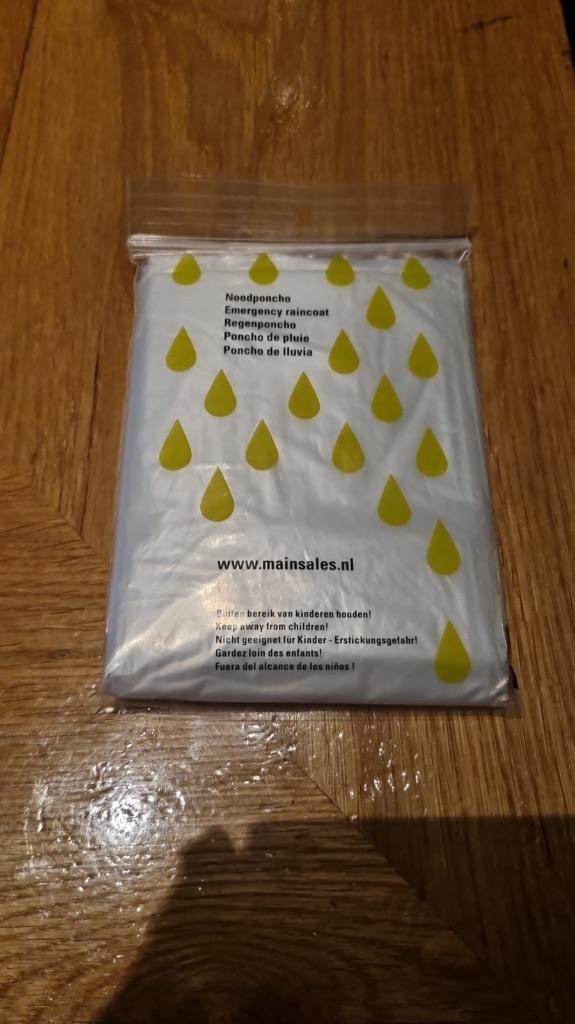 Noodponcho
Emergency raincoat
Regenponcho
Poncho de pluie
Poncho de lluvia
www.mainsales.nl
Buiten bereik van kinderen houden!
Keep away from children!
Nicht geeignet für Kinder - Erstickungsgefahr!
Gardez loin des enfants!
Fuera del alcance de los niños !